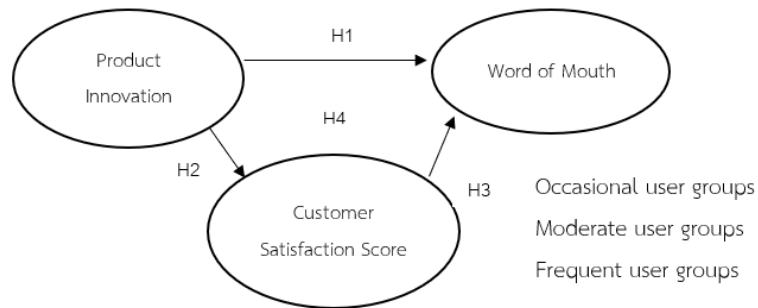 H1
Product
Innovation
Word of Mouth
H4
H2
H3
Customer
Satisfaction Score
Occasional user groups
Moderate user groups
Frequent user groups